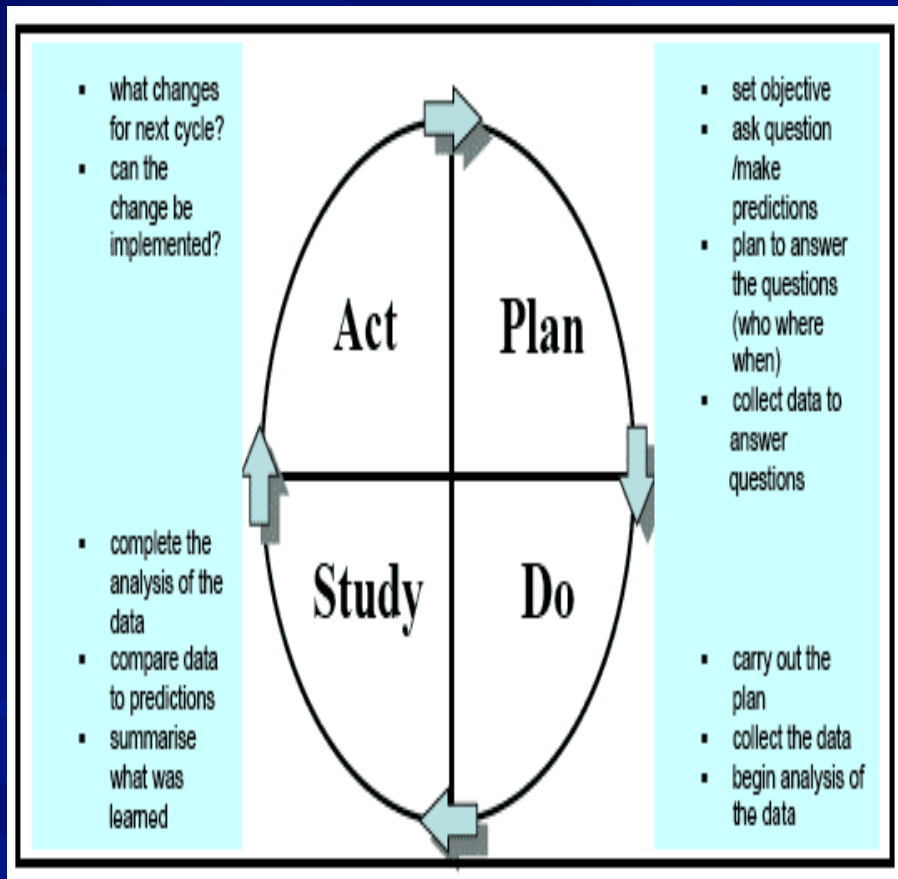 ▪ what changes
for next cycle?
▪ can the
change be
implemented?
▪ set objective
▪ ask question
/make
predictions
▪ plan to answer
the questions
(who where
when)
▪ collect data to
answer
questions
Act
Plan
Study
Do
▪ complete the
analysis of the
data
▪ compare data
to predictions
▪ summarise
what was
learned
▪ carry out the
plan
▪ collect the data
▪ begin analysis of
the data